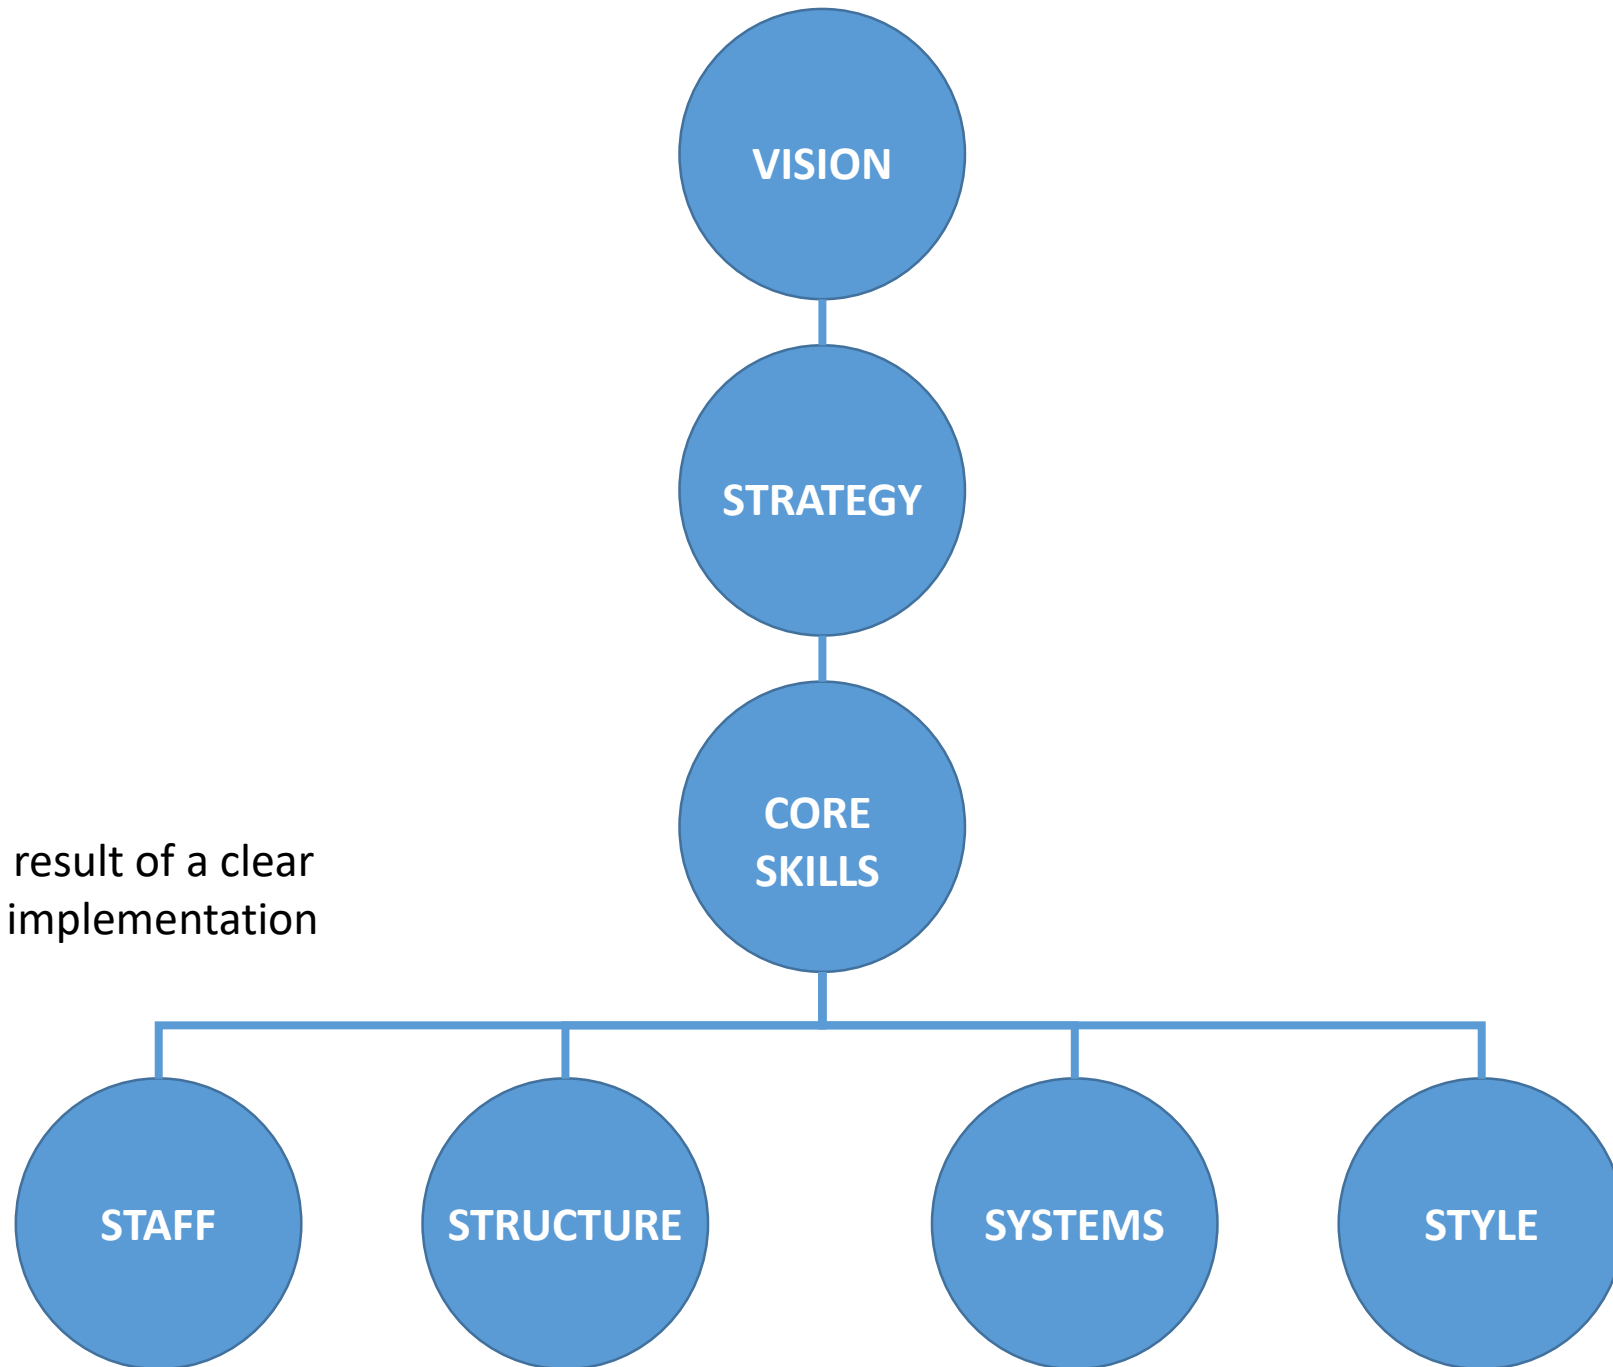 VISION
STRATEGY
CORE
SKILLS
result of a clear
implementation
STAFF
STRUCTURE
SYSTEMS
STYLE